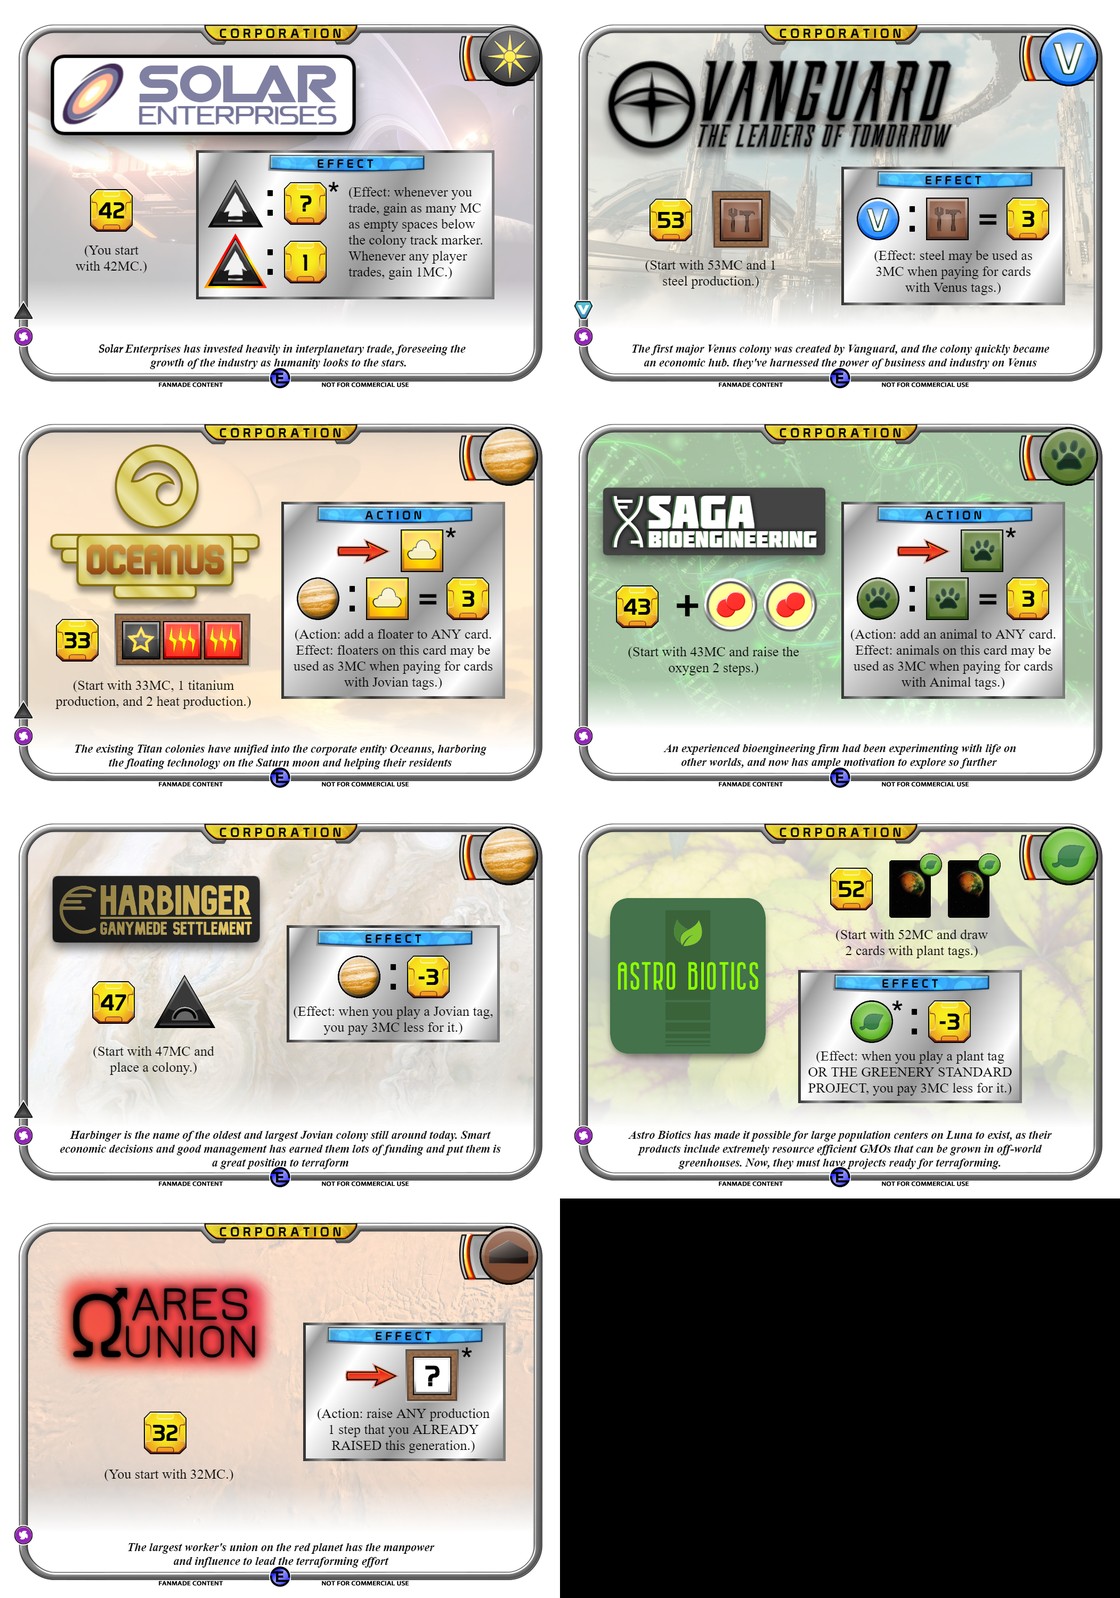 CORPORATION
SOLAR
ENTERPRISES
EFFECT
42
(You start
with 42MC.)
: ? *
: 1
(Effect: whenever you
trade, gain as many MC
as empty spaces below
the colony track marker.
Whenever any player
trades, gain 1MC.)
Solar Enterprises has invested heavily in interplanetary trade, foreseeing the
growth of the industry as humanity looks to the stars.
FANMADE CONTENT E NOT FOR COMMERCIAL USE
CORPORATION
V
VANGUARD
THE LEADERS OF TOMORROW
53
(Start with 53MC and 1
steel production.)
EFFECT
V : = 3
(Effect: steel may be used as
3MC when paying for cards
with Venus tags.)
V
The first major Venus colony was created by Vanguard, and the colony quickly became
an economic hub. they've harnessed the power of business and industry on Venus
FANMADE CONTENT E NOT FOR COMMERCIAL USE
CORPORATION
OCEANUS
33
(Start with 33MC, 1 titanium
production, and 2 heat production.)
ACTION
*
: = 3
(Action: add a floater to ANY card.
Effect: floaters on this card may be
used as 3MC when paying for cards
with Jovian tags.)
The existing Titan colonies have unified into the corporate entity Oceanus, harboring
the floating technology on the Saturn moon and helping their residents
FANMADE CONTENT E NOT FOR COMMERCIAL USE
CORPORATION
SAGA
BIOENGINEERING
43 +
(Start with 43MC and raise the
oxygen 2 steps.)
ACTION
*
: = 3
(Action: add an animal to ANY card.
Effect: animals on this card may be
used as 3MC when paying for cards
with Animal tags.)
An experienced bioengineering firm had been experimenting with life on
other worlds, and now has ample motivation to explore so further
FANMADE CONTENT E NOT FOR COMMERCIAL USE
CORPORATION
HARBINGER
GANYMEDE SETTLEMENT
47
(Start with 47MC and
place a colony.)
EFFECT
: -3
(Effect: when you play a Jovian tag,
you pay 3MC less for it.)
Harbinger is the name of the oldest and largest Jovian colony still around today. Smart
economic decisions and good management has earned them lots of funding and put them is
a great position to terraform
FANMADE CONTENT E NOT FOR COMMERCIAL USE
CORPORATION
52
(Start with 52MC and draw
2 cards with plant tags.)
ASTRO BIOTICS
EFFECT
* : -3
(Effect: when you play a plant tag
OR THE GREENERY STANDARD
PROJECT, you pay 3MC less for it.)
Astro Biotics has made it possible for large population centers on Luna to exist, as their
products include extremely resource efficient GMOs that can be grown in off-world
greenhouses. Now, they must have projects ready for terraforming.
FANMADE CONTENT E NOT FOR COMMERCIAL USE
CORPORATION
ARES
UNION
32
(You start with 32MC.)
EFFECT
? *
(Action: raise ANY production
1 step that you ALREADY
RAISED this generation.)
The largest worker's union on the red planet has the manpower
and influence to lead the terraforming effort
FANMADE CONTENT E NOT FOR COMMERCIAL USE